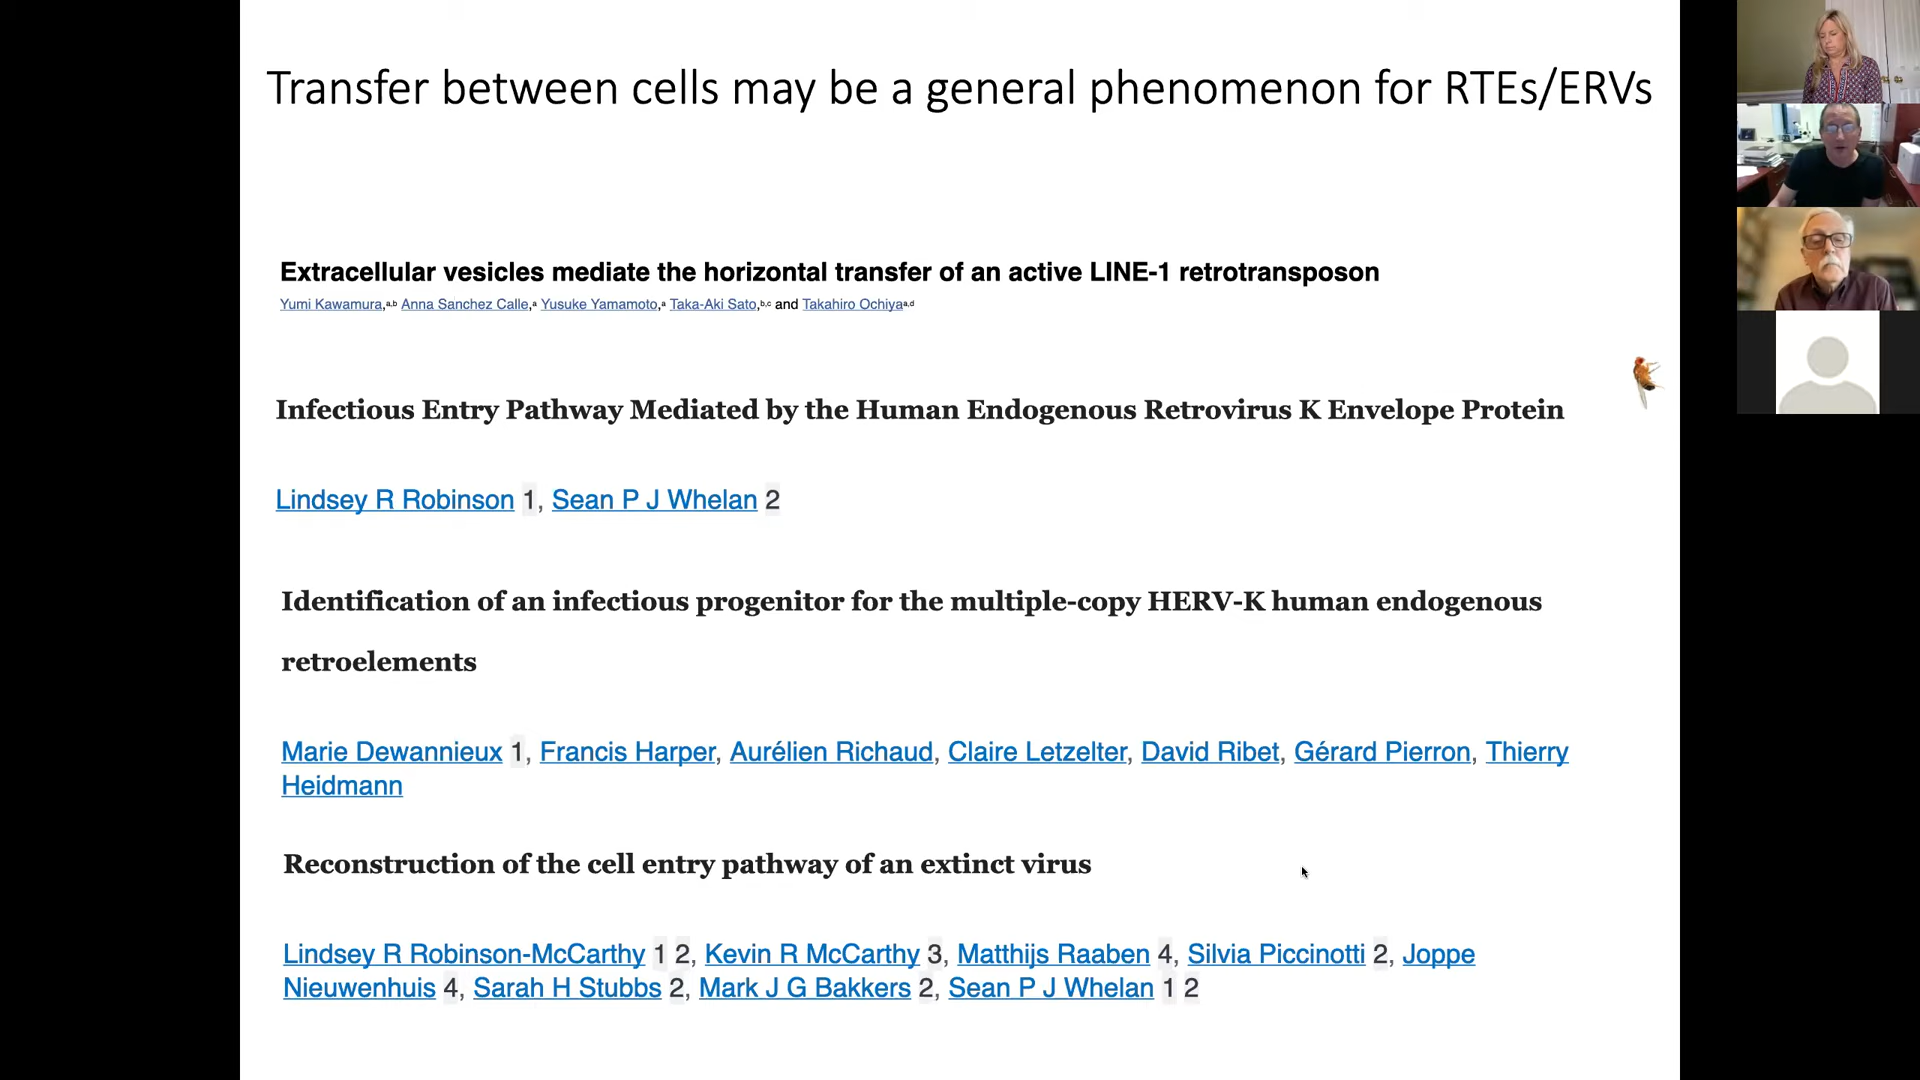 Transfer between cells may be a general phenomenon for RTEs/ERVs
Extracellular vesicles mediate the horizontal transfer of an active LINE-1 retrotransposon
Yumi Kawamura,a,b Anna Sanchez Calle,a Yusuke Yamamoto,a Taka-Aki Sato,b,c and Takahiro Ochiyaa,d
Infectious Entry Pathway Mediated by the Human Endogenous Retrovirus K Envelope Protein
Lindsey R Robinson 1, Sean P J Whelan 2
Identification of an infectious progenitor for the multiple-copy HERV-K human endogenous
retroelements
Marie Dewannieux 1, Francis Harper, Aurélien Richaud, Claire Letzelter, David Ribet, Gérard Pierron, Thierry
Heidmann
Reconstruction of the cell entry pathway of an extinct virus
Lindsey R Robinson-McCarthy 1 2, Kevin R McCarthy 3, Matthijs Raaben 4, Silvia Piccinotti 2, Joppe
Nieuwenhuis 4, Sarah H Stubbs 2, Mark J G Bakkers 2, Sean P J Whelan 1 2